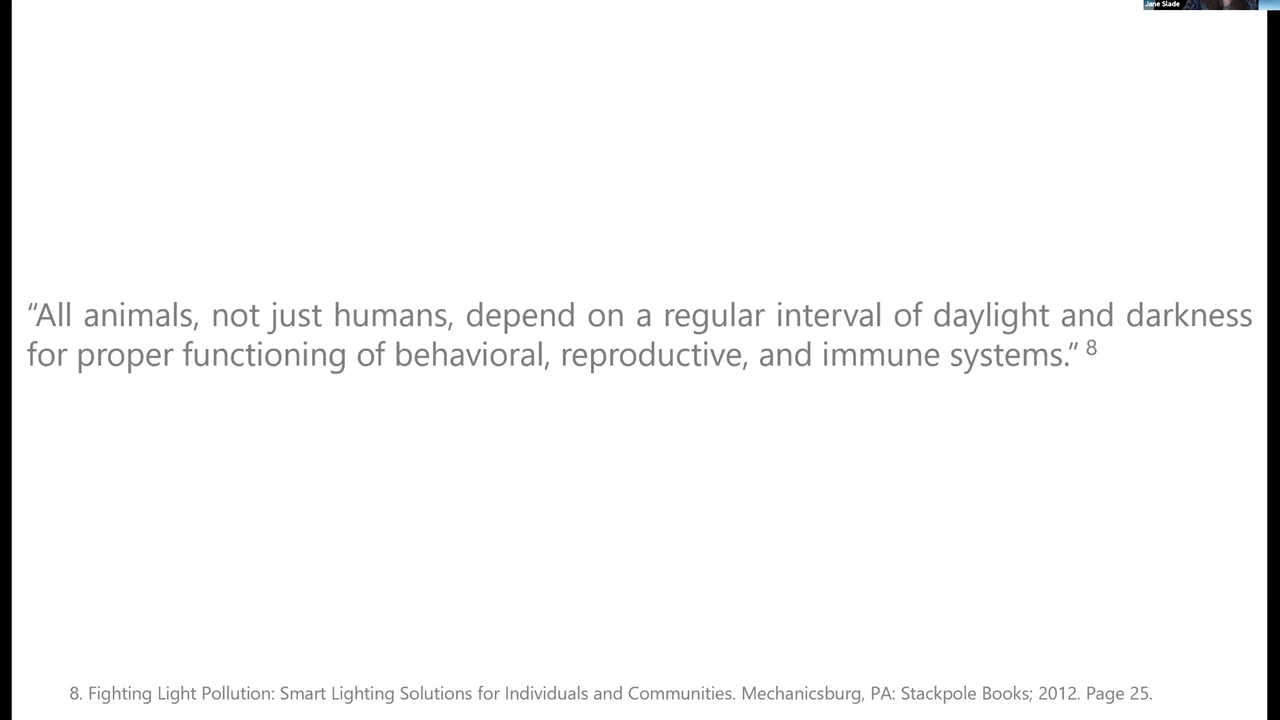 Jane Slade
“All animals, not just humans, depend on a regular interval of daylight and darkness
for proper functioning of behavioral, reproductive, and immune systems.” 8
8. Fighting Light Pollution: Smart Lighting Solutions for Individuals and Communities. Mechanicsburg, PA: Stackpole Books; 2012. Page 25.